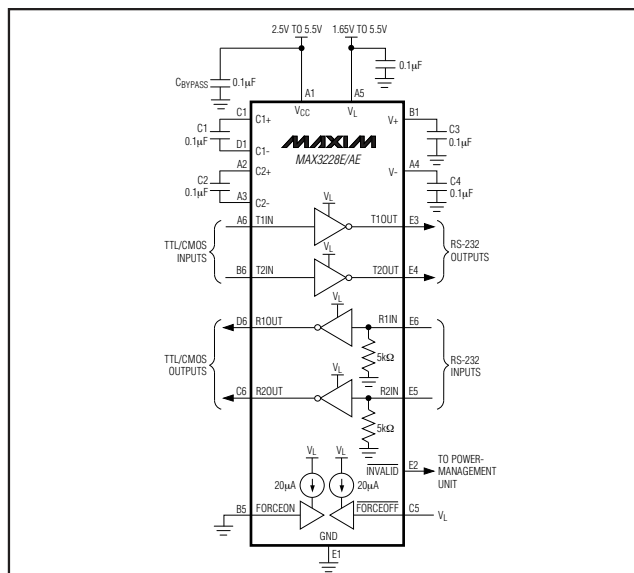 2.5V TO 5.5V
1.65V TO 5.5V
CBYPASS
0.1µF
0.1µF
A1
A5
VCC
VL
C1
C1+
C1
0.1µF
D1
C1-
A2
C2+
C2
0.1µF
A3
C2-
MAXIM
MAX3228E/AE
B1
V+
C3
0.1µF
A4
V-
C4
0.1µF
TTL/CMOS
INPUTS
A6
T1IN
VL
T1OUT
E3
B6
T2IN
VL
T2OUT
E4
RS-232
OUTPUTS
TTL/CMOS
OUTPUTS
D6
R1OUT
VL
R1IN
E6
5kΩ
C6
R2OUT
VL
R2IN
E5
5kΩ
RS-232
INPUTS
INVALID
E2
TO POWER-
MANAGEMENT
UNIT
VL
VL
20µA
20µA
B5
FORCEON
FORCEOFF
C5
VL
GND
E1